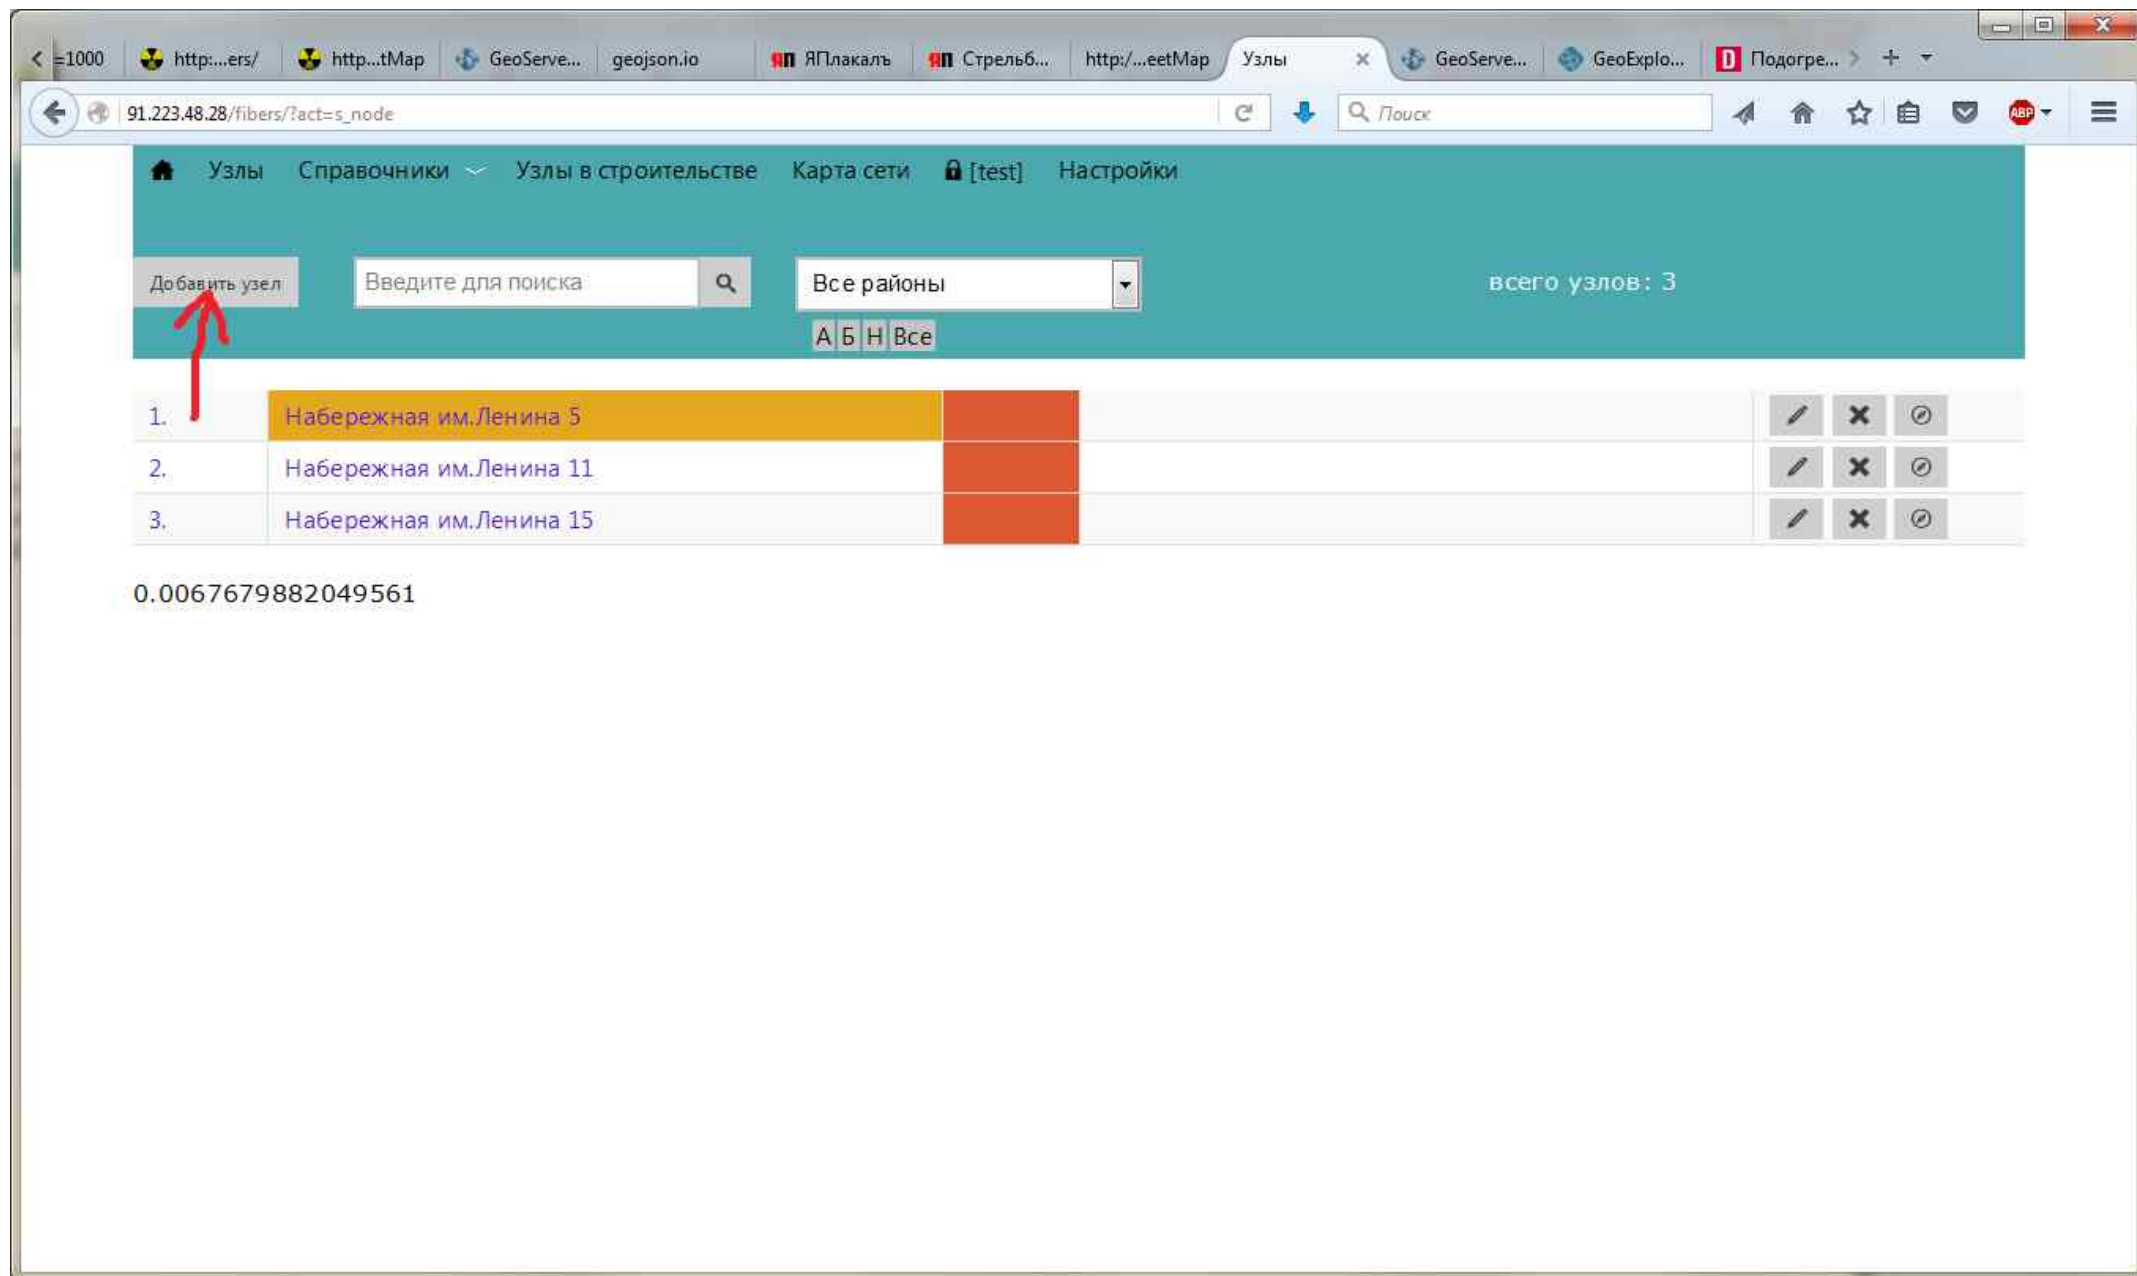 =1000 http:...ers/ http...tMap GeoServe... geojson.io ЯП ЯПлакалъ ЯП Стрельб... http:/...eetMap Узлы GeoServe... GeoExplo... D Подогре...
91.223.48.28/fibers/?act=s_node Поиск ABP
Узлы Справочники Узлы в строительстве Карта сети [test] Настройки
Добавить узел Введите для поиска Все районы всего узлов: 3
А Б Н Все
1. Набережная им.Ленина 5
2. Набережная им.Ленина 11
3. Набережная им.Ленина 15
0.0067679882049561